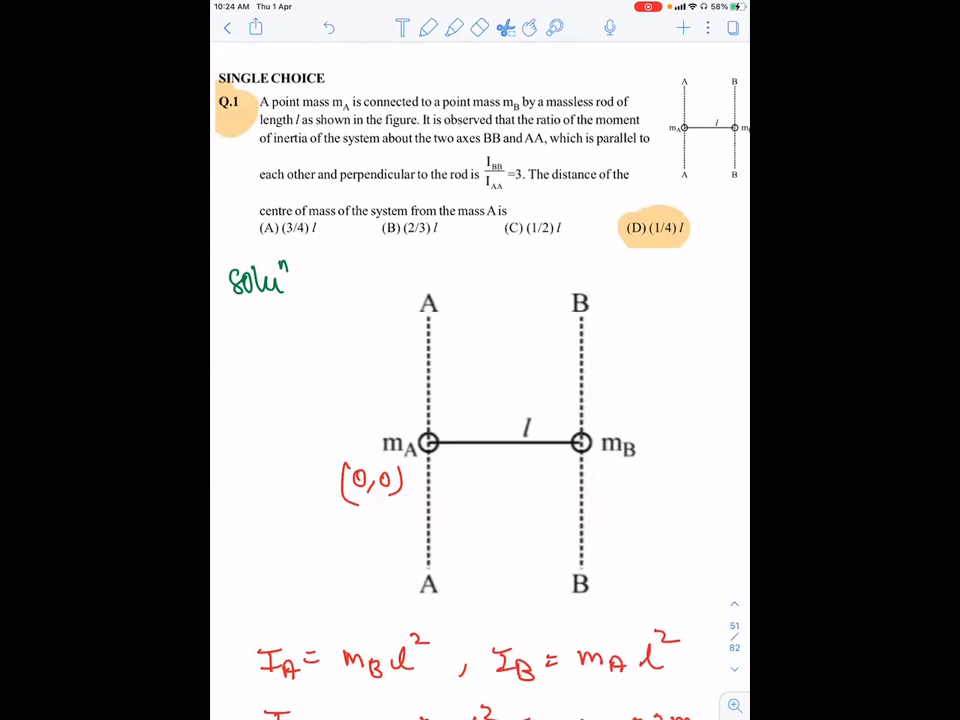 10:24 AM Thu 1 Apr 58%
SINGLE CHOICE
Q.1 A point mass mA is connected to a point mass mB by a massless rod of
length l as shown in the figure. It is observed that the ratio of the moment
of inertia of the system about the two axes BB and AA, which is parallel to
each other and perpendicular to the rod is IBB/IAA =3. The distance of the
centre of mass of the system from the mass A is
(A) (3/4) l (B) (2/3) l (C) (1/2) l (D) (1/4) l
A B
mA l m
A B
Soluⁿ
A B
mA l mB
(0,0)
A B
IA = mB l², IB = mA l²
51
/
82